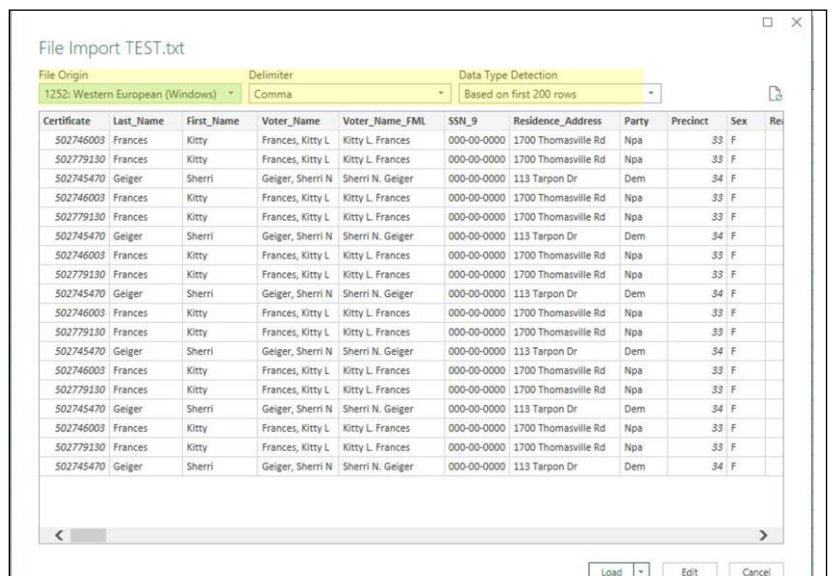 File Import TEST.txt
File Origin Delimiter Data Type Detection
1252: Western European (Windows) Comma Based on first 200 rows
Certificate Last_Name First_Name Voter_Name Voter_Name_FML SSN_9 Residence_Address Party Precinct Sex Rea
502746003 Frances Kitty Frances, Kitty L Kitty L. Frances 000-00-0000 1700 Thomasville Rd Npa 33 F
502779130 Frances Kitty Frances, Kitty L Kitty L. Frances 000-00-0000 1700 Thomasville Rd Npa 33 F
502745470 Geiger Sherri Geiger, Sherri N Sherri N. Geiger 000-00-0000 113 Tarpon Dr Dem 34 F
502746003 Frances Kitty Frances, Kitty L Kitty L. Frances 000-00-0000 1700 Thomasville Rd Npa 33 F
502779130 Frances Kitty Frances, Kitty L Kitty L. Frances 000-00-0000 1700 Thomasville Rd Npa 33 F
502745470 Geiger Sherri Geiger, Sherri N Sherri N. Geiger 000-00-0000 113 Tarpon Dr Dem 34 F
502746003 Frances Kitty Frances, Kitty L Kitty L. Frances 000-00-0000 1700 Thomasville Rd Npa 33 F
502779130 Frances Kitty Frances, Kitty L Kitty L. Frances 000-00-0000 1700 Thomasville Rd Npa 33 F
502745470 Geiger Sherri Geiger, Sherri N Sherri N. Geiger 000-00-0000 113 Tarpon Dr Dem 34 F
502746003 Frances Kitty Frances, Kitty L Kitty L. Frances 000-00-0000 1700 Thomasville Rd Npa 33 F
502779130 Frances Kitty Frances, Kitty L Kitty L. Frances 000-00-0000 1700 Thomasville Rd Npa 33 F
502745470 Geiger Sherri Geiger, Sherri N Sherri N. Geiger 000-00-0000 113 Tarpon Dr Dem 34 F
502746003 Frances Kitty Frances, Kitty L Kitty L. Frances 000-00-0000 1700 Thomasville Rd Npa 33 F
502779130 Frances Kitty Frances, Kitty L Kitty L. Frances 000-00-0000 1700 Thomasville Rd Npa 33 F
502745470 Geiger Sherri Geiger, Sherri N Sherri N. Geiger 000-00-0000 113 Tarpon Dr Dem 34 F
502746003 Frances Kitty Frances, Kitty L Kitty L. Frances 000-00-0000 1700 Thomasville Rd Npa 33 F
502779130 Frances Kitty Frances, Kitty L Kitty L. Frances 000-00-0000 1700 Thomasville Rd Npa 33 F
502745470 Geiger Sherri Geiger, Sherri N Sherri N. Geiger 000-00-0000 113 Tarpon Dr Dem 34 F
Load Edit Cancel